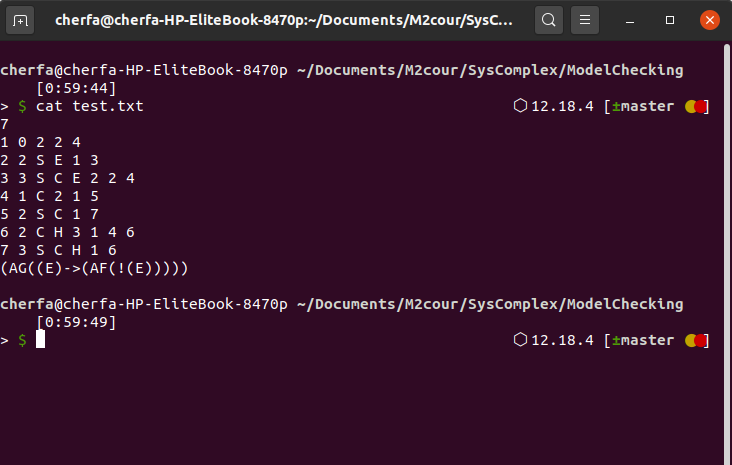 cherfa@cherfa-HP-EliteBook-8470p:~/Documents/M2cour/SysC...
cherfa@cherfa-HP-EliteBook-8470p ~/Documents/M2cour/SysComplex/ModelChecking
[0:59:44]
> $ cat test.txt 12.18.4 [±master ]
7
1 0 2 2 4
2 2 S E 1 3
3 3 S C E 2 2 4
4 1 C 2 1 5
5 2 S C 1 7
6 2 C H 3 1 4 6
7 3 S C H 1 6
(AG((E)->(AF(!(E)))))
cherfa@cherfa-HP-EliteBook-8470p ~/Documents/M2cour/SysComplex/ModelChecking
[0:59:49]
> $ 12.18.4 [±master ]